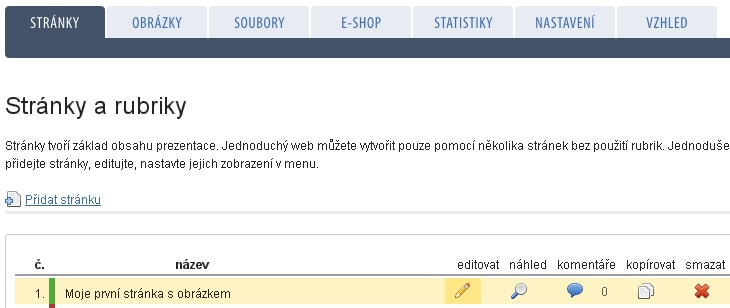 STRÁNKY OBRÁZKY SOUBORY E-SHOP STATISTIKY NASTAVENÍ VZHLED
Stránky a rubriky
Stránky tvoří základ obsahu prezentace. Jednoduchý web můžete vytvořit pouze pomocí několika stránek bez použití rubrik. Jednoduše
přidejte stránky, editujte, nastavte jejich zobrazení v menu.
Přidat stránku
č. název editovat náhled komentáře kopírovat smazat
1. Moje první stránka s obrázkem 0